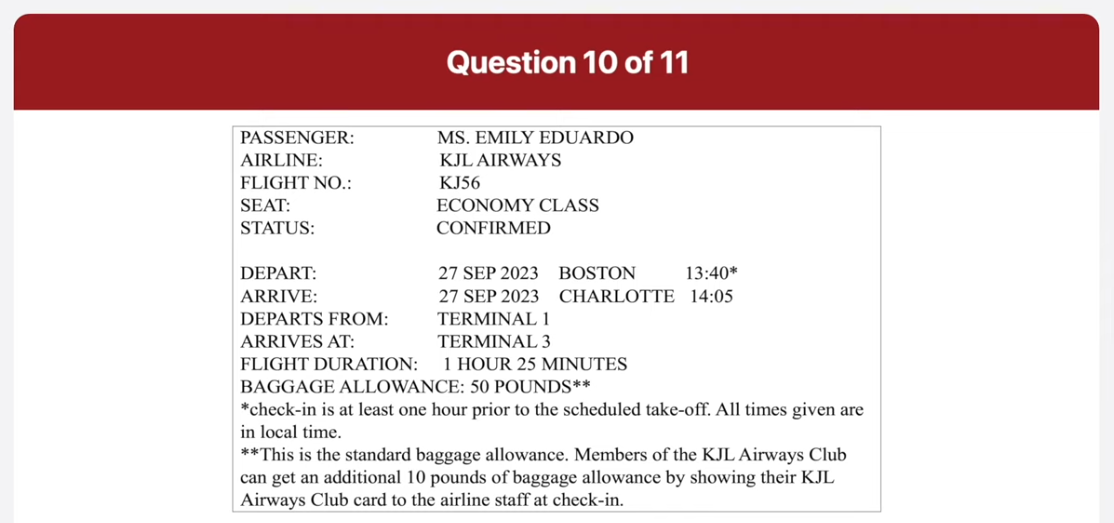 Question 10 of 11
PASSENGER: MS. EMILY EDUARDO
AIRLINE: KJL AIRWAYS
FLIGHT NO.: KJ56
SEAT: ECONOMY CLASS
STATUS: CONFIRMED
DEPART: 27 SEP 2023 BOSTON 13:40*
ARRIVE: 27 SEP 2023 CHARLOTTE 14:05
DEPARTS FROM: TERMINAL 1
ARRIVES AT: TERMINAL 3
FLIGHT DURATION: 1 HOUR 25 MINUTES
BAGGAGE ALLOWANCE: 50 POUNDS**
*check-in is at least one hour prior to the scheduled take-off. All times given are
in local time.
**This is the standard baggage allowance. Members of the KJL Airways Club
can get an additional 10 pounds of baggage allowance by showing their KJL
Airways Club card to the airline staff at check-in.